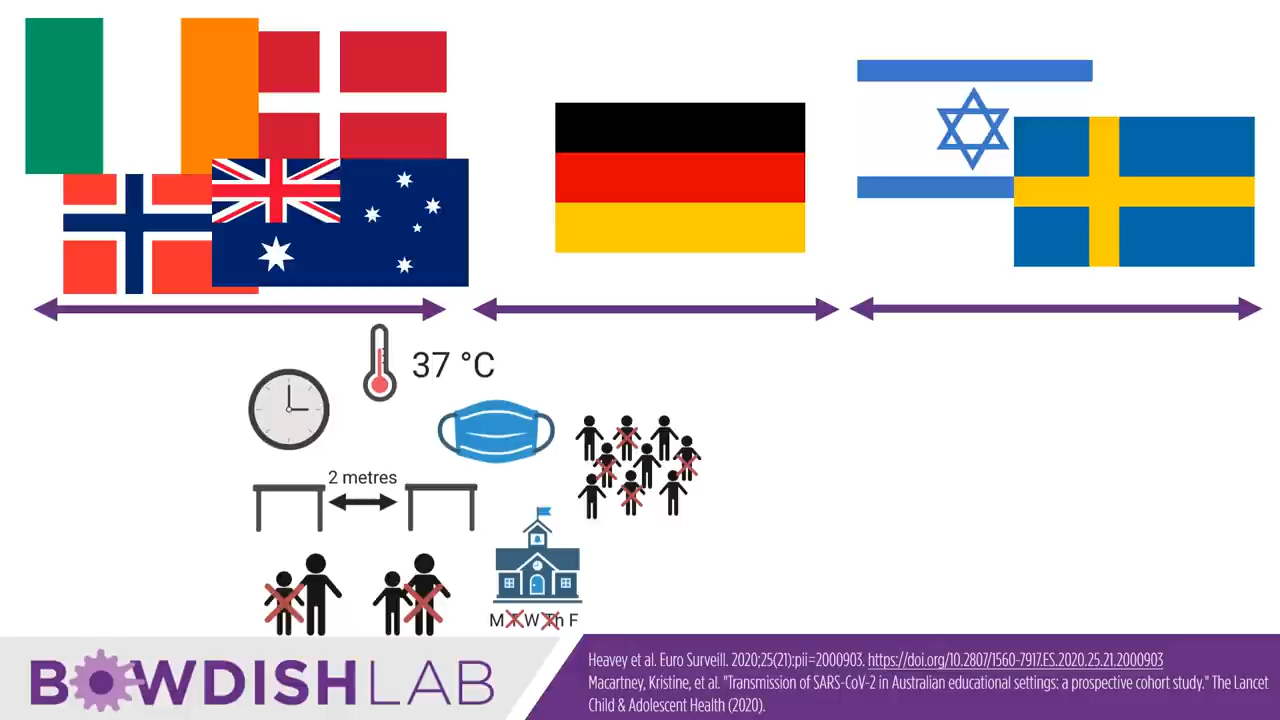 37 °C
2 metres
M T W Th F
BOWDISHLAB
Heavey et al. Euro Surveill. 2020;25(21):pii=2000903. https://doi.org/10.2807/1560-7917.ES.2020.25.21.2000903
Macartney, Kristine, et al. "Transmission of SARS-CoV-2 in Australian educational settings: a prospective cohort study." The Lancet
Child & Adolescent Health (2020).